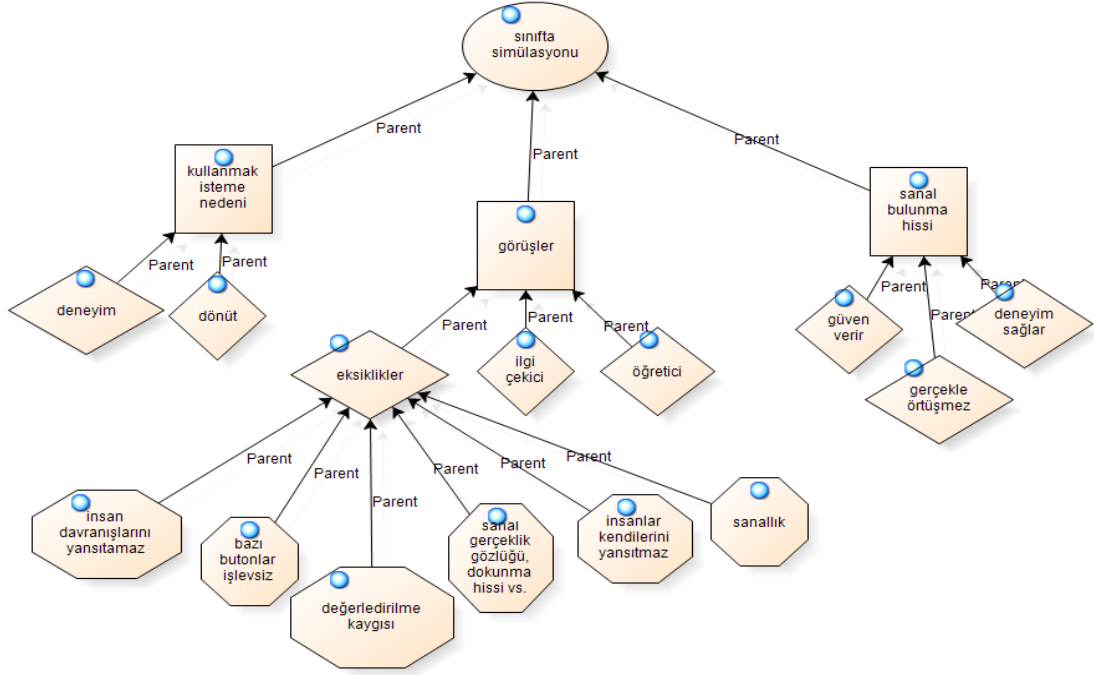 sınıfta
simülasyonu
Parent
Parent
Parent
kullanmak
isteme
nedeni
görüşler
sanal
bulunma
hissi
Parent
Parent
Parent
Parent
Parent
Parent
Parent
Parent
deneyim
dönüt
eksiklikler
ilgi
çekici
öğretici
güven
verir
gerçekle
örtüşmez
deneyim
sağlar
Parent
Parent
Parent
Parent
Parent
Parent
insan
davranışlarını
yansıtamaz
bazı
butonlar
işlevsiz
değerledirilme
kaygısı
sanal
gerçeklik
gözlüğü,
dokunma
hissi vs.
insanlar
kendilerini
yansıtmaz
sanallık